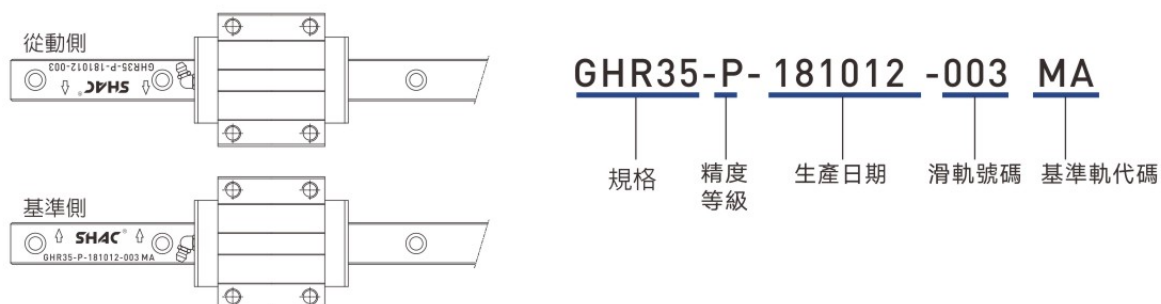 從動側
GHR35-P-181012-003
⇧ SHAC® ⇧
基準側
⇧ SHAC® ⇧
GHR35-P-181012-003 MA
GHR35-P-181012-003 MA
規格
精度
等級
生產日期
滑軌號碼
基準軌代碼